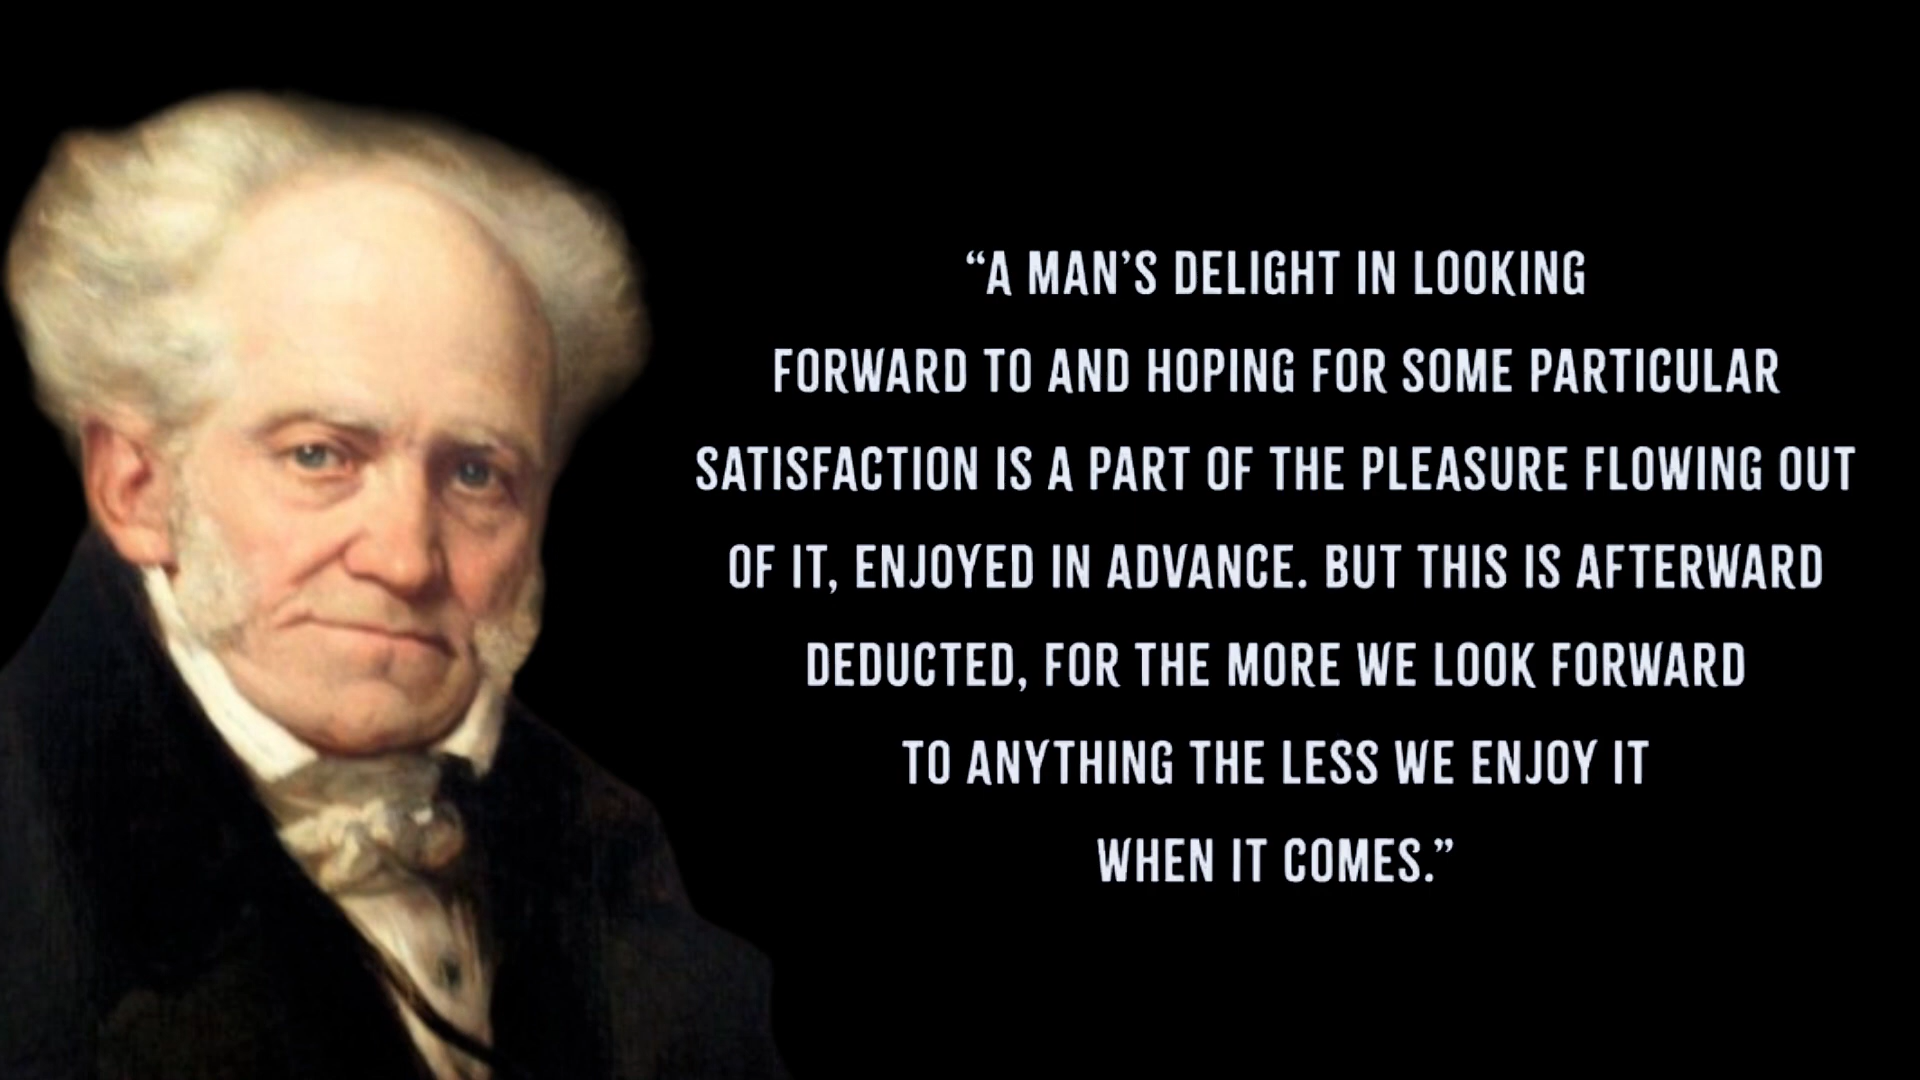 “A MAN’S DELIGHT IN LOOKING
FORWARD TO AND HOPING FOR SOME PARTICULAR
SATISFACTION IS A PART OF THE PLEASURE FLOWING OUT
OF IT, ENJOYED IN ADVANCE. BUT THIS IS AFTERWARD
DEDUCTED, FOR THE MORE WE LOOK FORWARD
TO ANYTHING THE LESS WE ENJOY IT
WHEN IT COMES.”